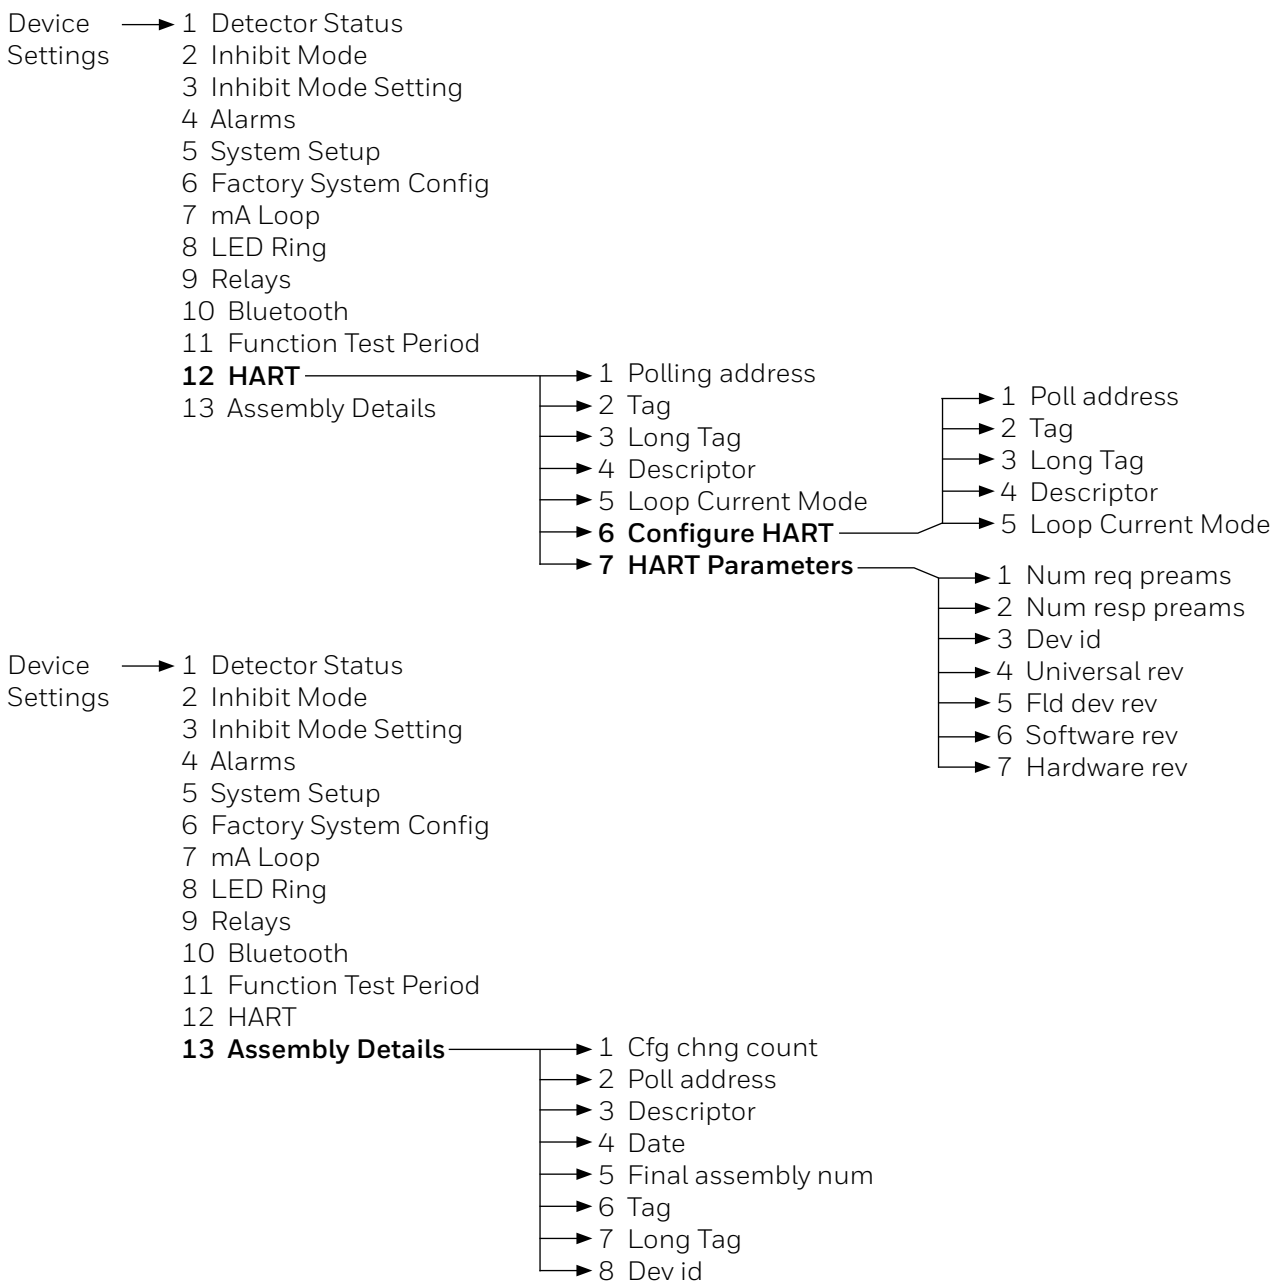 Device
Settings
1 Detector Status
2 Inhibit Mode
3 Inhibit Mode Setting
4 Alarms
5 System Setup
6 Factory System Config
7 mA Loop
8 LED Ring
9 Relays
10 Bluetooth
11 Function Test Period
12 HART
13 Assembly Details
1 Polling address
2 Tag
3 Long Tag
4 Descriptor
5 Loop Current Mode
6 Configure HART
7 HART Parameters
1 Poll address
2 Tag
3 Long Tag
4 Descriptor
5 Loop Current Mode
1 Num req preams
2 Num resp preams
3 Dev id
4 Universal rev
5 Fld dev rev
6 Software rev
7 Hardware rev
Device
Settings
1 Detector Status
2 Inhibit Mode
3 Inhibit Mode Setting
4 Alarms
5 System Setup
6 Factory System Config
7 mA Loop
8 LED Ring
9 Relays
10 Bluetooth
11 Function Test Period
12 HART
13 Assembly Details
1 Cfg chng count
2 Poll address
3 Descriptor
4 Date
5 Final assembly num
6 Tag
7 Long Tag
8 Dev id